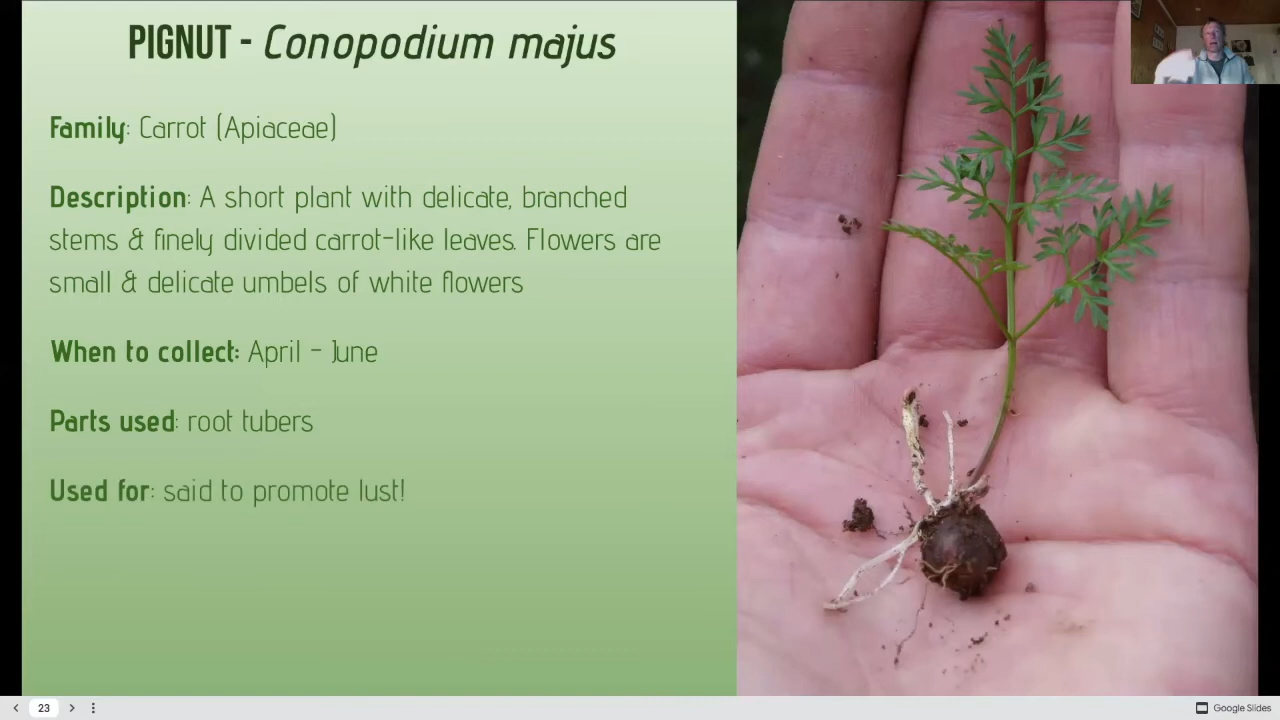 PIGNUT - Conopodium majus
Family: Carrot (Apiaceae)
Description: A short plant with delicate, branched
stems & finely divided carrot-like leaves. Flowers are
small & delicate umbels of white flowers
When to collect: April - June
Parts used: root tubers
Used for: said to promote lust!
23
Google Slides